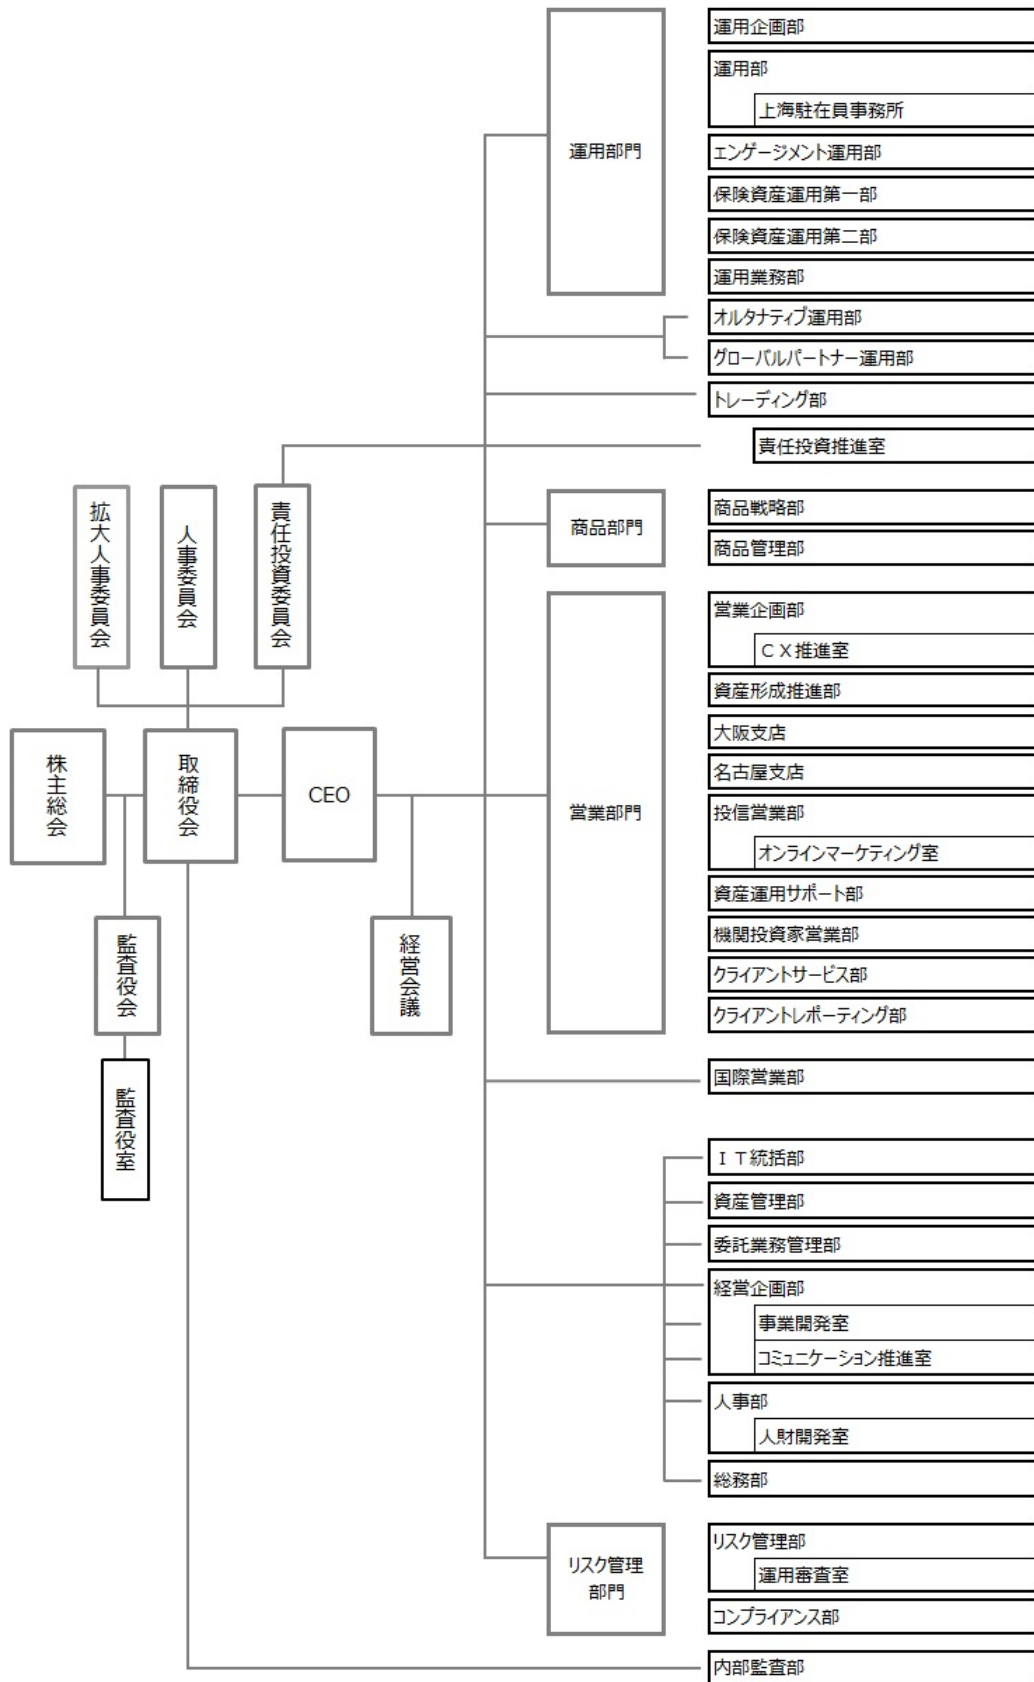 運用部門
運用企画部
運用部
上海駐在員事務所
エンゲージメント運用部
保険資産運用第一部
保険資産運用第二部
運用業務部
オルタナティブ運用部
グローバルパートナー運用部
トレーディング部
責任投資推進室
拡大人事委員会
人事委員会
責任投資委員会
商品部門
商品戦略部
商品管理部
株主総会
取締役会
CEO
監査役会
監査役室
経営会議
営業部門
営業企画部
ＣＸ推進室
資産形成推進部
大阪支店
名古屋支店
投信営業部
オンラインマーケティング室
資産運用サポート部
機関投資家営業部
クライアントサービス部
クライアントレポーティング部
国際営業部
ＩＴ統括部
資産管理部
委託業務管理部
経営企画部
事業開発室
コミュニケーション推進室
人事部
人財開発室
総務部
リスク管理
部門
リスク管理部
運用審査室
コンプライアンス部
内部監査部